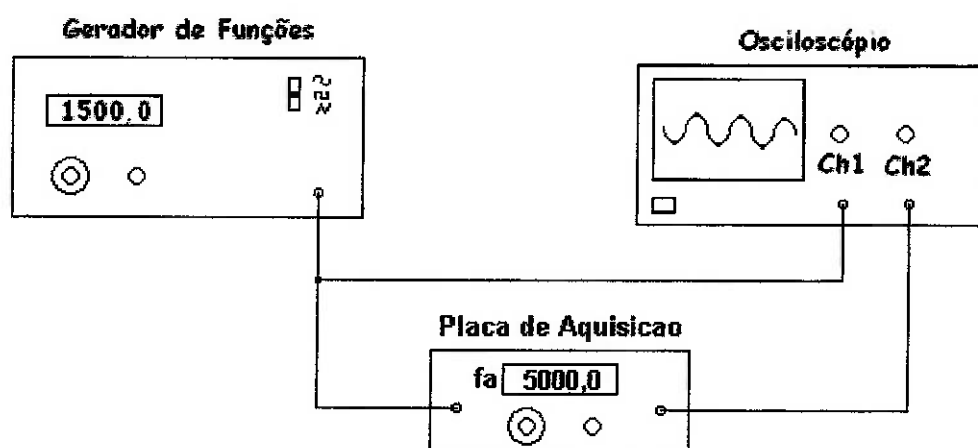 Gerador de Funções
1500,0
Osciloscópio
Ch1 Ch2
Placa de Aquisicao
fa 5000,0